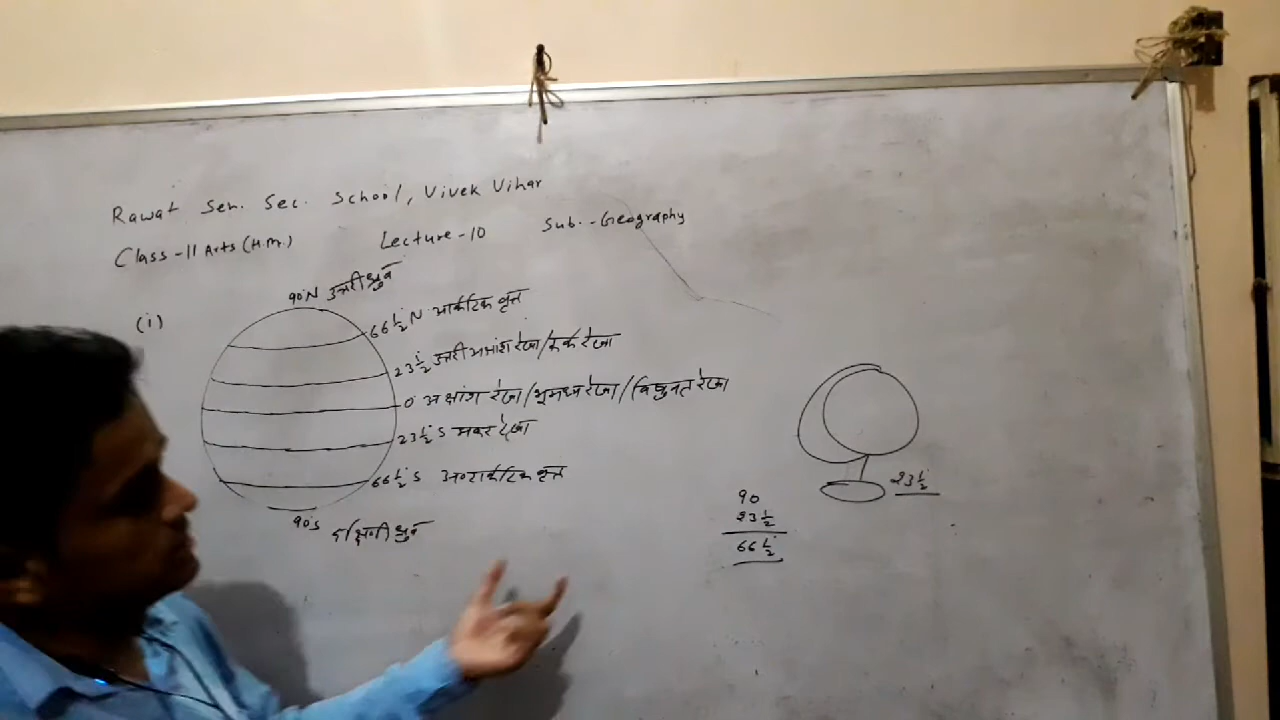 Rawat Sen. Sec. School, Vivek Vihar
Class-11 Arts (H.M.) Lecture-10 Sub.-Geography
(i)
90°N उत्तरी ध्रुव
66½°N आर्कटिक वृत्त
23½° उत्तरी अक्षांश रेखा/कर्क रेखा
0° अक्षांश रेखा/भूमध्य रेखा/विषुवत रेखा
23½°S मकर रेखा
66½°S अण्टार्कटिक वृत्त
90°S दक्षिणी ध्रुव
23½°
90
23½
66½°